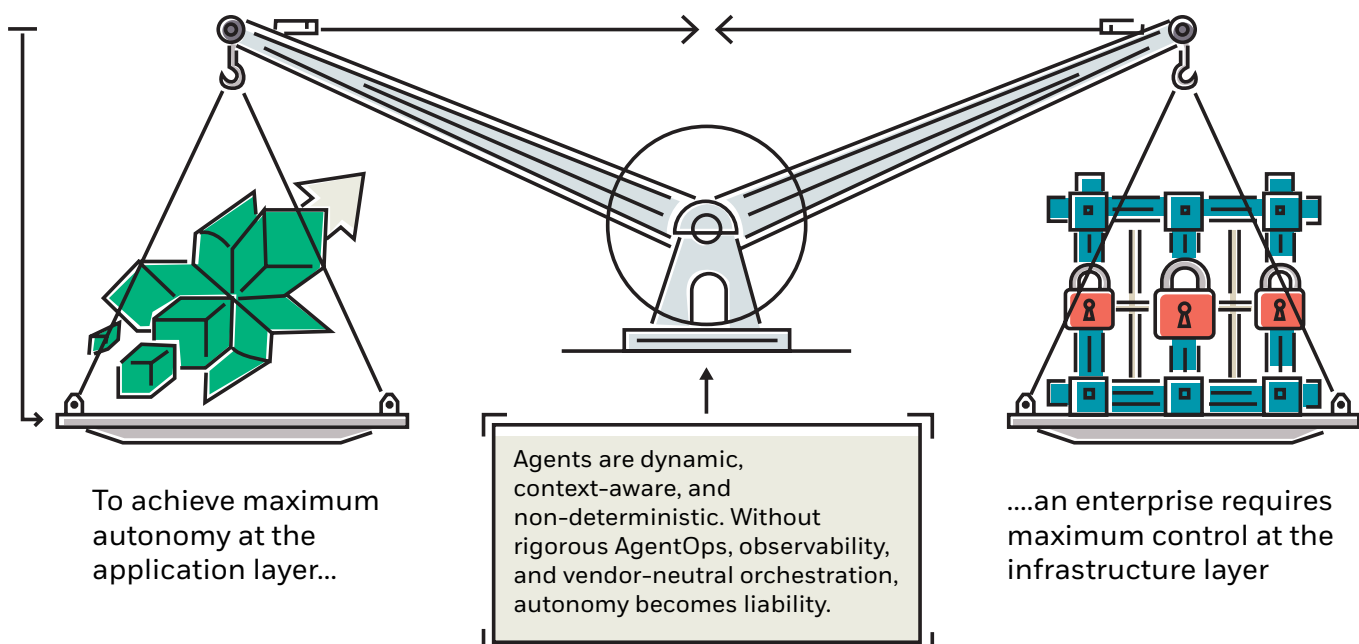 To achieve maximum
autonomy at the
application layer...
Agents are dynamic,
context-aware, and
non-deterministic. Without
rigorous AgentOps, observability,
and vendor-neutral orchestration,
autonomy becomes liability.
....an enterprise requires
maximum control at the
infrastructure layer